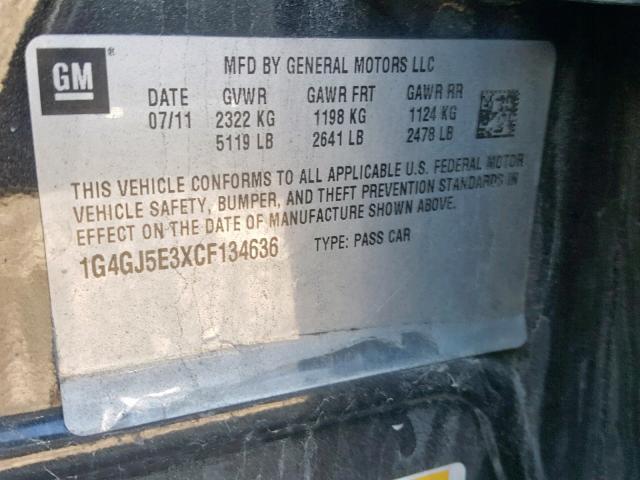 GM ®
MFD BY GENERAL MOTORS LLC
DATE GVWR GAWR FRT GAWR RR
07/11 2322 KG 1198 KG 1124 KG
5119 LB 2641 LB 2478 LB
THIS VEHICLE CONFORMS TO ALL APPLICABLE U.S. FEDERAL MOTOR
VEHICLE SAFETY, BUMPER, AND THEFT PREVENTION STANDARDS IN
EFFECT ON THE DATE OF MANUFACTURE SHOWN ABOVE.
1G4GJ5E3XCF134636 TYPE: PASS CAR